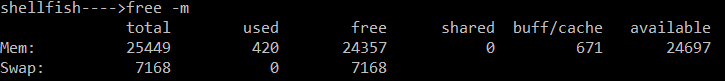 shellfish---->free -m
              total        used        free      shared  buff/cache   available
Mem:          25449         420       24357           0         671       24697
Swap:          7168           0        7168